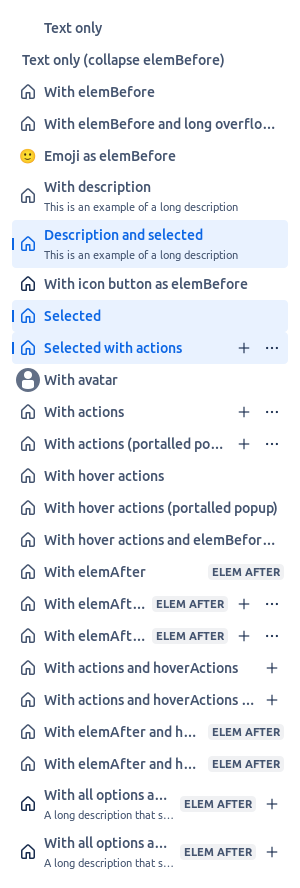 Text only
Text only (collapse elemBefore)
With elemBefore
With elemBefore and long overflo...
Emoji as elemBefore
With description
This is an example of a long description
Description and selected
This is an example of a long description
With icon button as elemBefore
Selected
Selected with actions
With avatar
With actions
With actions (portalled po...
With hover actions
With hover actions (portalled popup)
With hover actions and elemBefor...
With elemAfter ELEM AFTER
With elemAft... ELEM AFTER
With elemAft... ELEM AFTER
With actions and hoverActions
With actions and hoverActions ...
With elemAfter and h... ELEM AFTER
With elemAfter and h... ELEM AFTER
With all options a... ELEM AFTER
A long description that s...
With all options a... ELEM AFTER
A long description that s...